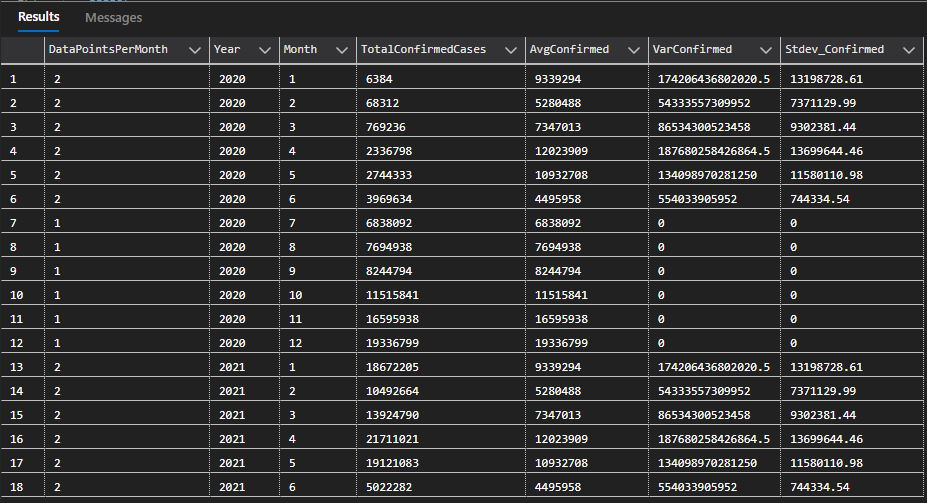 Results Messages
DataPointsPerMonth Year Month TotalConfirmedCases AvgConfirmed VarConfirmed Stdev_Confirmed
1 2 2020 1 6384 9339294 174206436802020.5 13198728.61
2 2 2020 2 68312 5280488 54333557309952 7371129.99
3 2 2020 3 769236 7347013 86534300523458 9302381.44
4 2 2020 4 2336798 12023909 187680258426864.5 13699644.46
5 2 2020 5 2744333 10932708 134098970281250 11580110.98
6 2 2020 6 3969634 4495958 554033905952 744334.54
7 1 2020 7 6838092 6838092 0 0
8 1 2020 8 7694938 7694938 0 0
9 1 2020 9 8244794 8244794 0 0
10 1 2020 10 11515841 11515841 0 0
11 1 2020 11 16595938 16595938 0 0
12 1 2020 12 19336799 19336799 0 0
13 2 2021 1 18672205 9339294 174206436802020.5 13198728.61
14 2 2021 2 10492664 5280488 54333557309952 7371129.99
15 2 2021 3 13924790 7347013 86534300523458 9302381.44
16 2 2021 4 21711021 12023909 187680258426864.5 13699644.46
17 2 2021 5 19121083 10932708 134098970281250 11580110.98
18 2 2021 6 5022282 4495958 554033905952 744334.54